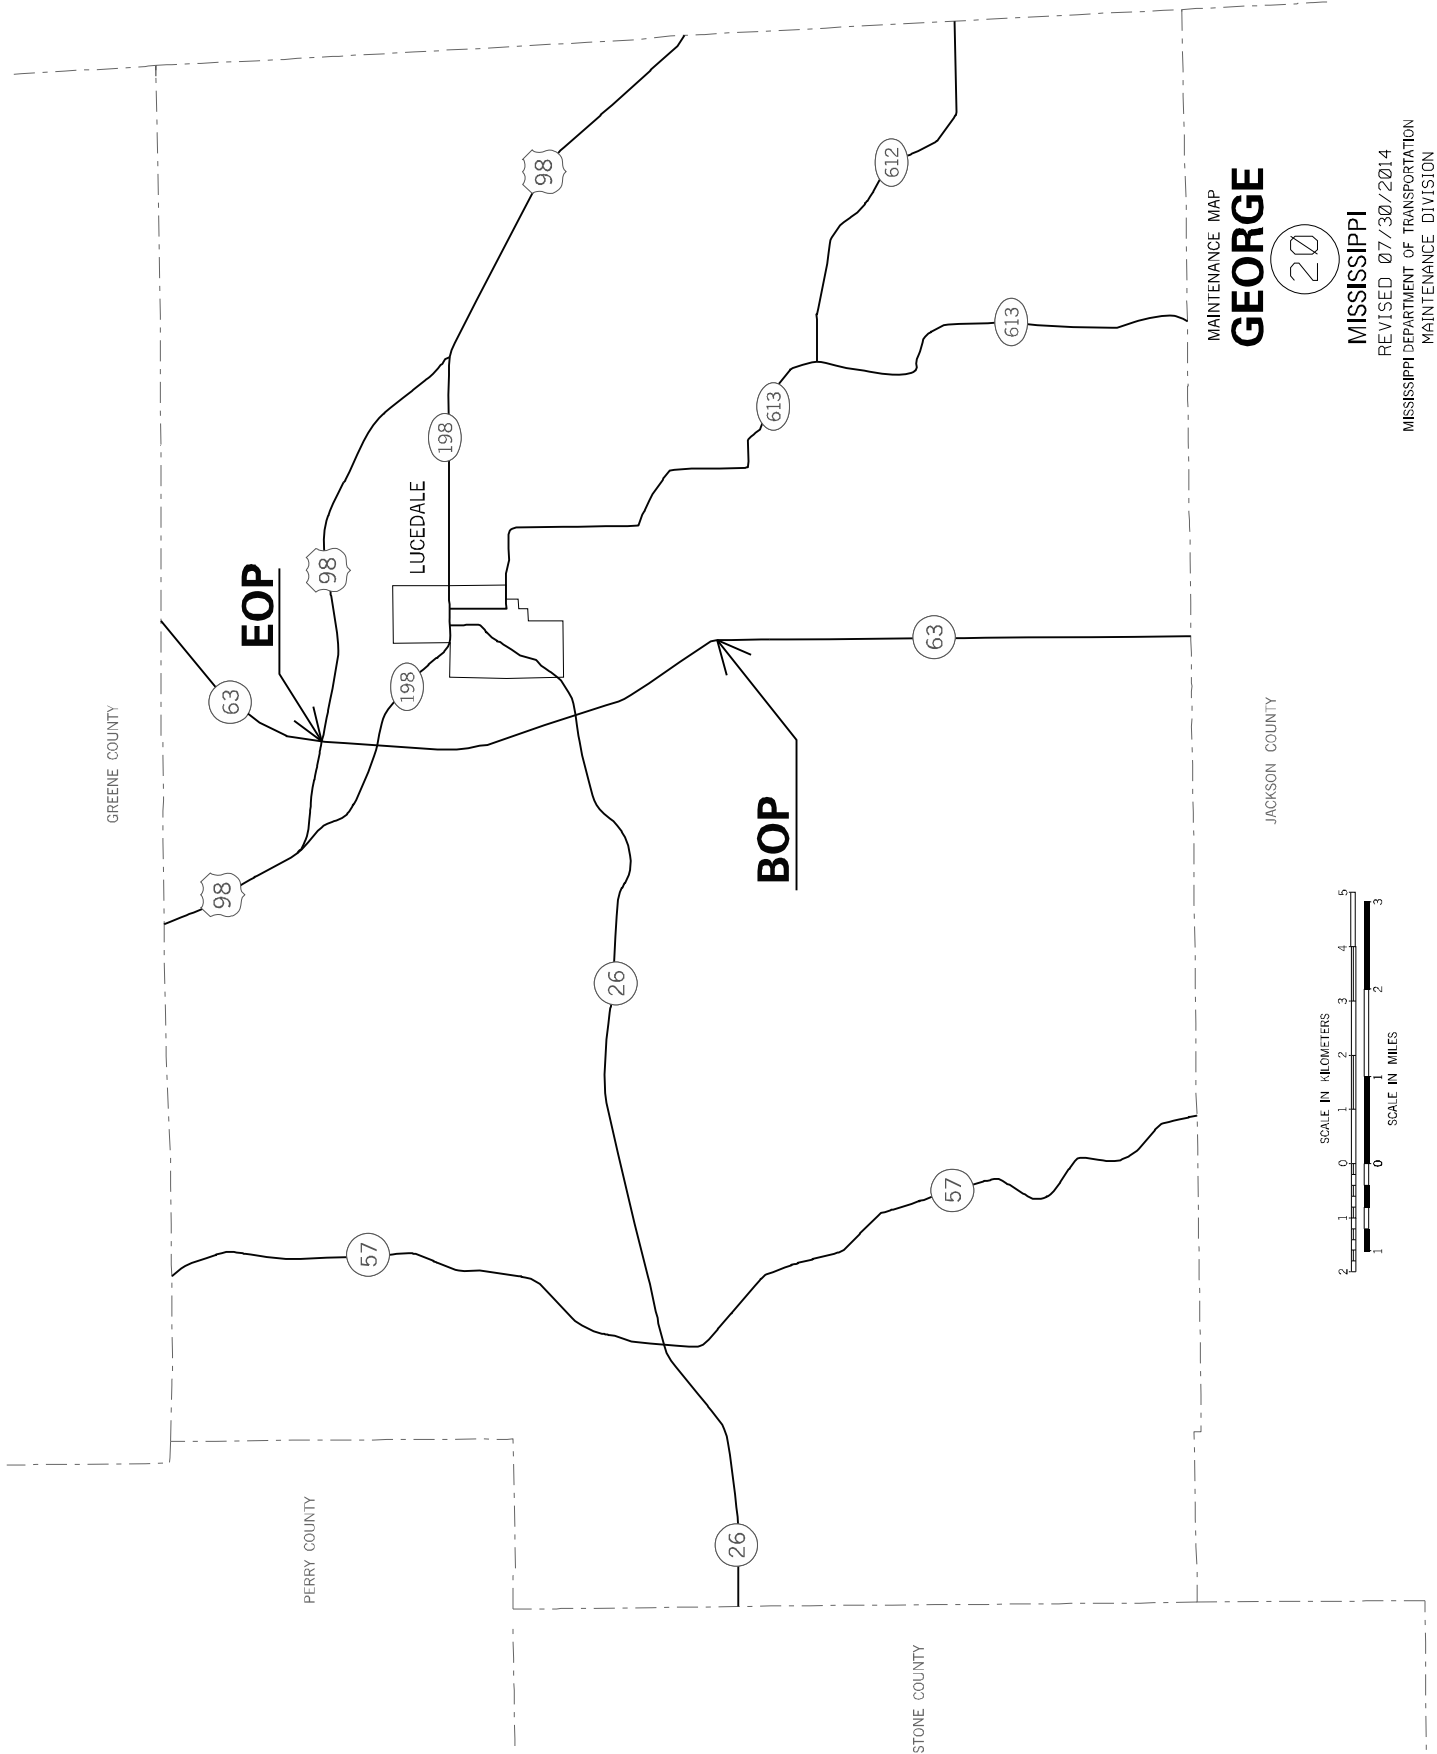 GREENE COUNTY
98
63
EOP
98
198
LUCEDALE
198
98
57
PERRY COUNTY
26
26
BOP
63
613
612
57
613
STONE COUNTY
JACKSON COUNTY
MAINTENANCE MAP
GEORGE
20
MISSISSIPPI
REVISED 07/30/2014
MISSISSIPPI DEPARTMENT OF TRANSPORTATION
MAINTENANCE DIVISION
SCALE IN KILOMETERS
2 1 0 1 2 3 4 5
1 0 1 2 3
SCALE IN MILES